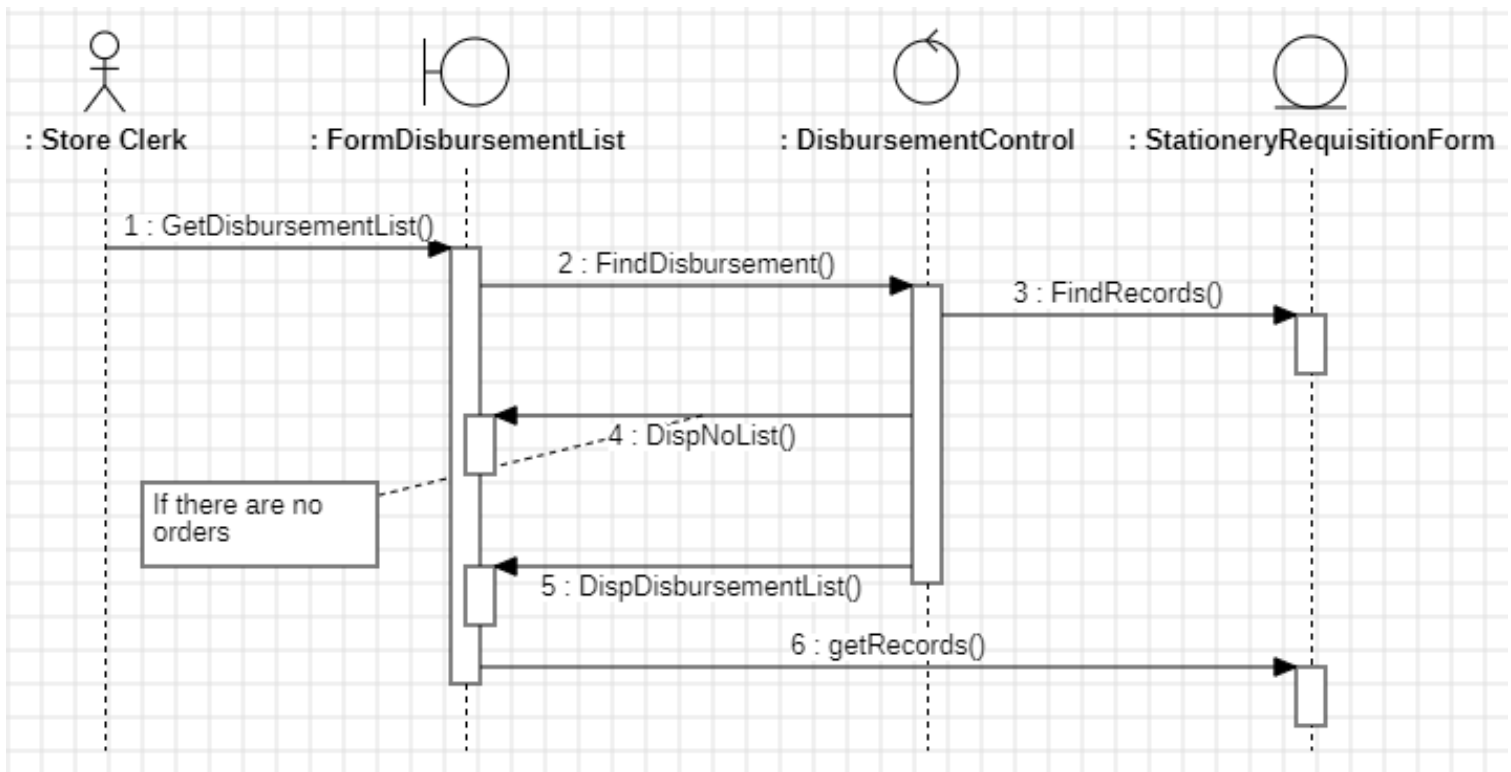 : Store Clerk
: FormDisbursementList
: DisbursementControl
: StationeryRequisitionForm
1 : GetDisbursementList()
2 : FindDisbursement()
3 : FindRecords()
4 : DispNoList()
If there are no
orders
5 : DispDisbursementList()
6 : getRecords()